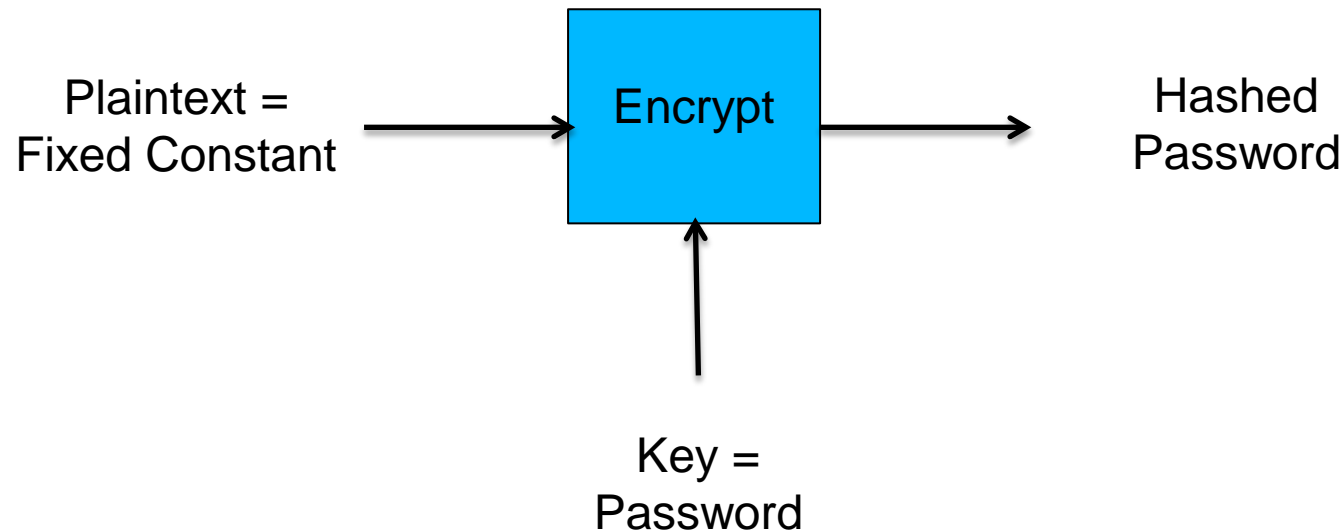 Plaintext =
Fixed Constant
Encrypt
Hashed
Password
Key =
Password